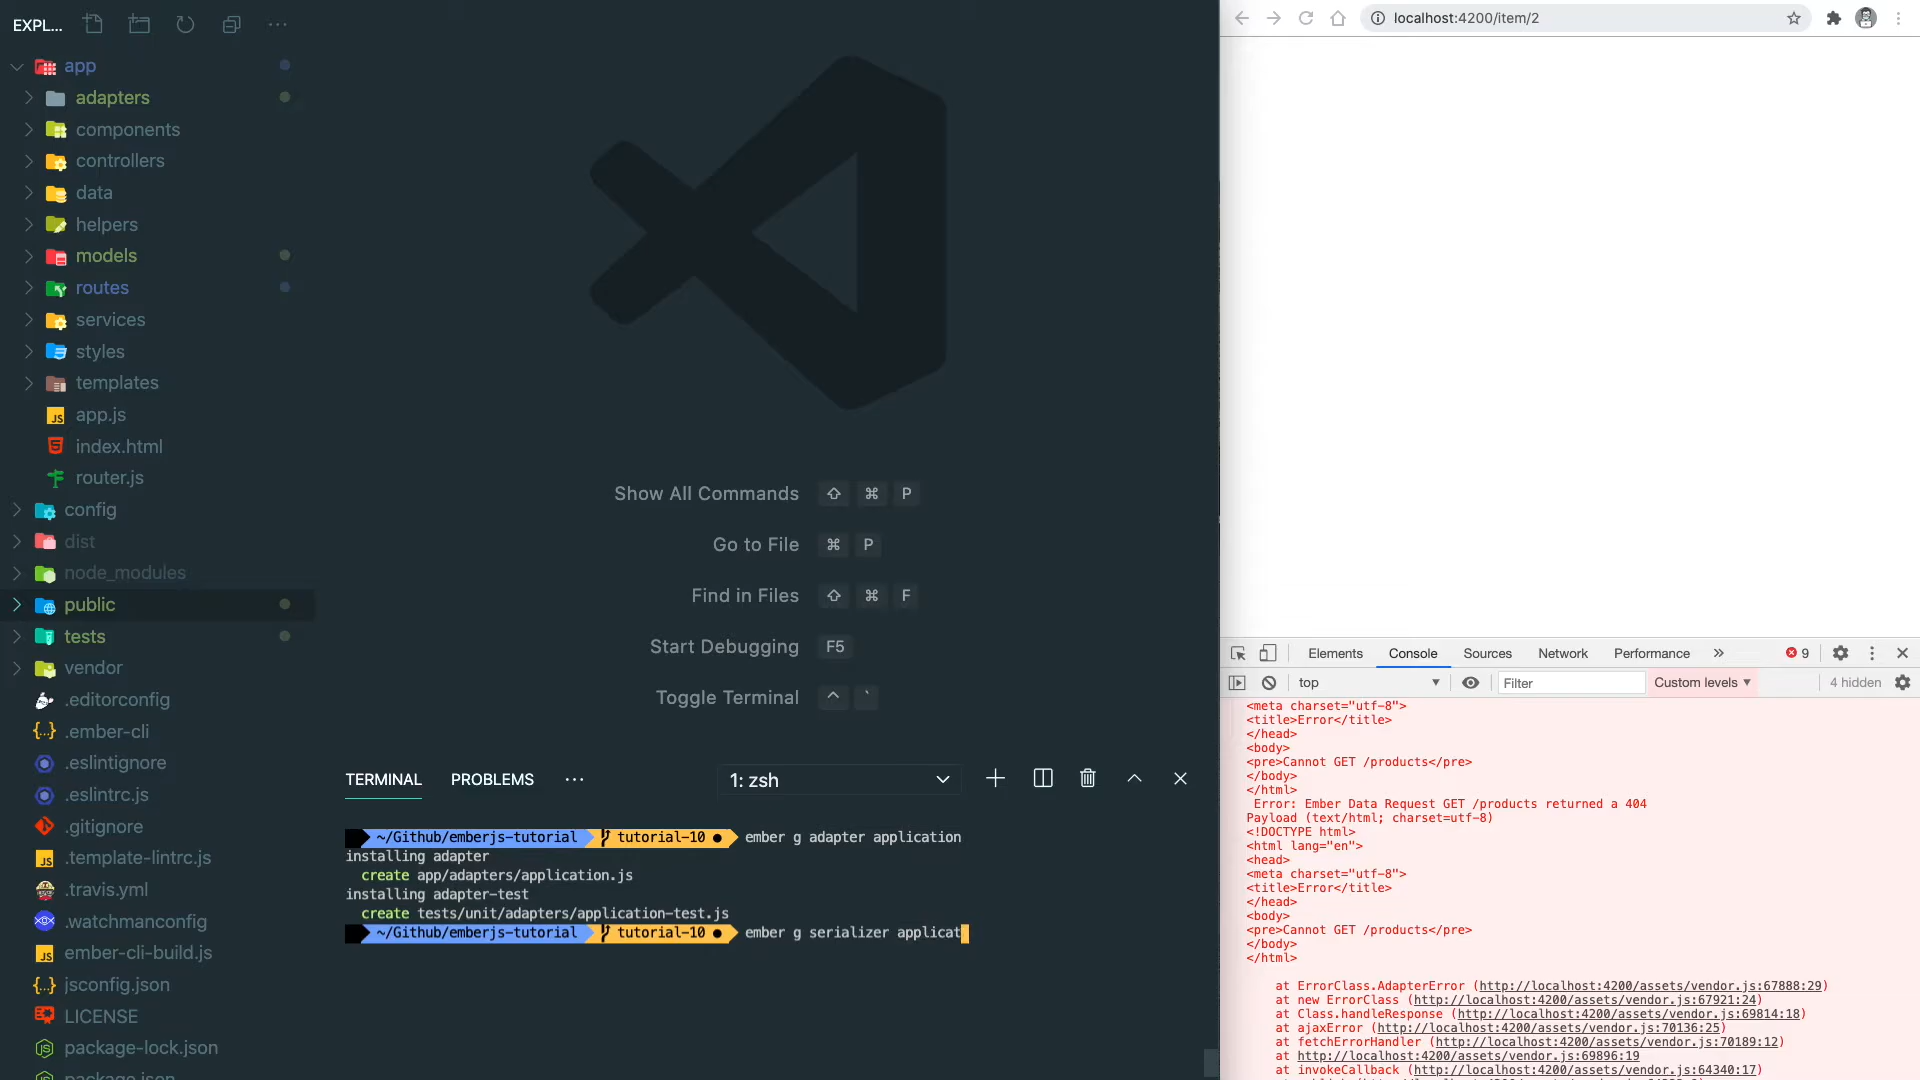 EXPL...
app
adapters
components
controllers
data
helpers
models
routes
services
styles
templates
app.js
index.html
router.js
config
dist
node_modules
public
tests
vendor
.editorconfig
.ember-cli
.eslintignore
.eslintrc.js
.gitignore
.template-lintrc.js
.travis.yml
.watchmanconfig
ember-cli-build.js
jsconfig.json
LICENSE
package-lock.json
package.json
Show All Commands ⇧ ⌘ P
Go to File ⌘ P
Find in Files ⇧ ⌘ F
Start Debugging F5
Toggle Terminal ^ `
TERMINAL PROBLEMS ··· 1: zsh
~/Github/emberjs-tutorial tutorial-10 ● ember g adapter application
installing adapter
create app/adapters/application.js
installing adapter-test
create tests/unit/adapters/application-test.js
~/Github/emberjs-tutorial tutorial-10 ● ember g serializer applicat
localhost:4200/item/2
Elements Console Sources Network Performance » 9
top Filter Custom levels ▼ 4 hidden
<meta charset="utf-8">
<title>Error</title>
</head>
<body>
<pre>Cannot GET /products</pre>
</body>
</html>
Error: Ember Data Request GET /products returned a 404
Payload (text/html; charset=utf-8)
<!DOCTYPE html>
<html lang="en">
<head>
<meta charset="utf-8">
<title>Error</title>
</head>
<body>
<pre>Cannot GET /products</pre>
</body>
</html>
at ErrorClass.AdapterError (http://localhost:4200/assets/vendor.js:67888:29)
at new ErrorClass (http://localhost:4200/assets/vendor.js:67921:24)
at Class.handleResponse (http://localhost:4200/assets/vendor.js:69814:18)
at ajaxError (http://localhost:4200/assets/vendor.js:70136:25)
at fetchErrorHandler (http://localhost:4200/assets/vendor.js:70189:12)
at http://localhost:4200/assets/vendor.js:69896:19
at invokeCallback (http://localhost:4200/assets/vendor.js:64340:17)